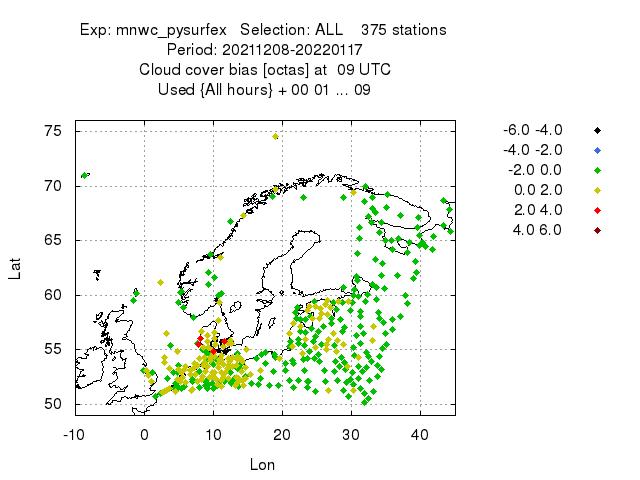 Exp: mnwc_pysurfex Selection: ALL 375 stations
Period: 20211208-20220117
Cloud cover bias [octas] at 09 UTC
Used {All hours} + 00 01 ... 09
-6.0 -4.0
-4.0 -2.0
-2.0 0.0
0.0 2.0
2.0 4.0
4.0 6.0
75
70
65
60
55
50
Lat
-10 0 10 20 30 40
Lon